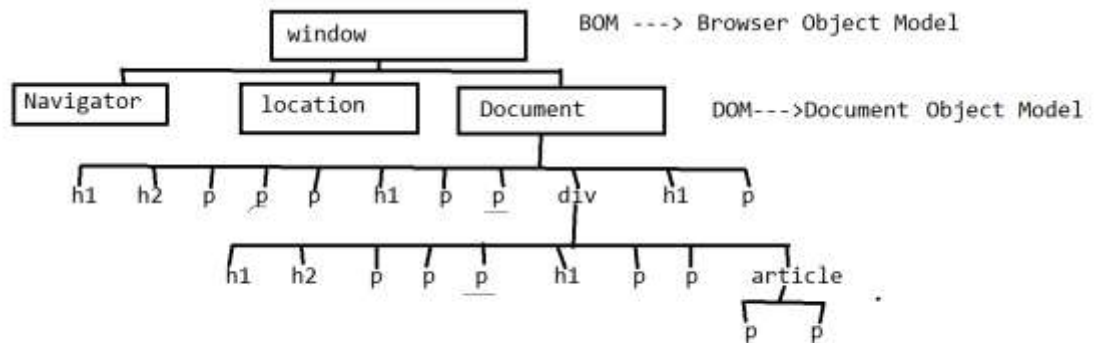 window BOM ---> Browser Object Model
Navigator location Document DOM--->Document Object Model
h1 h2 p p p h1 p p div h1 p
h1 h2 p p p h1 p p article
p p